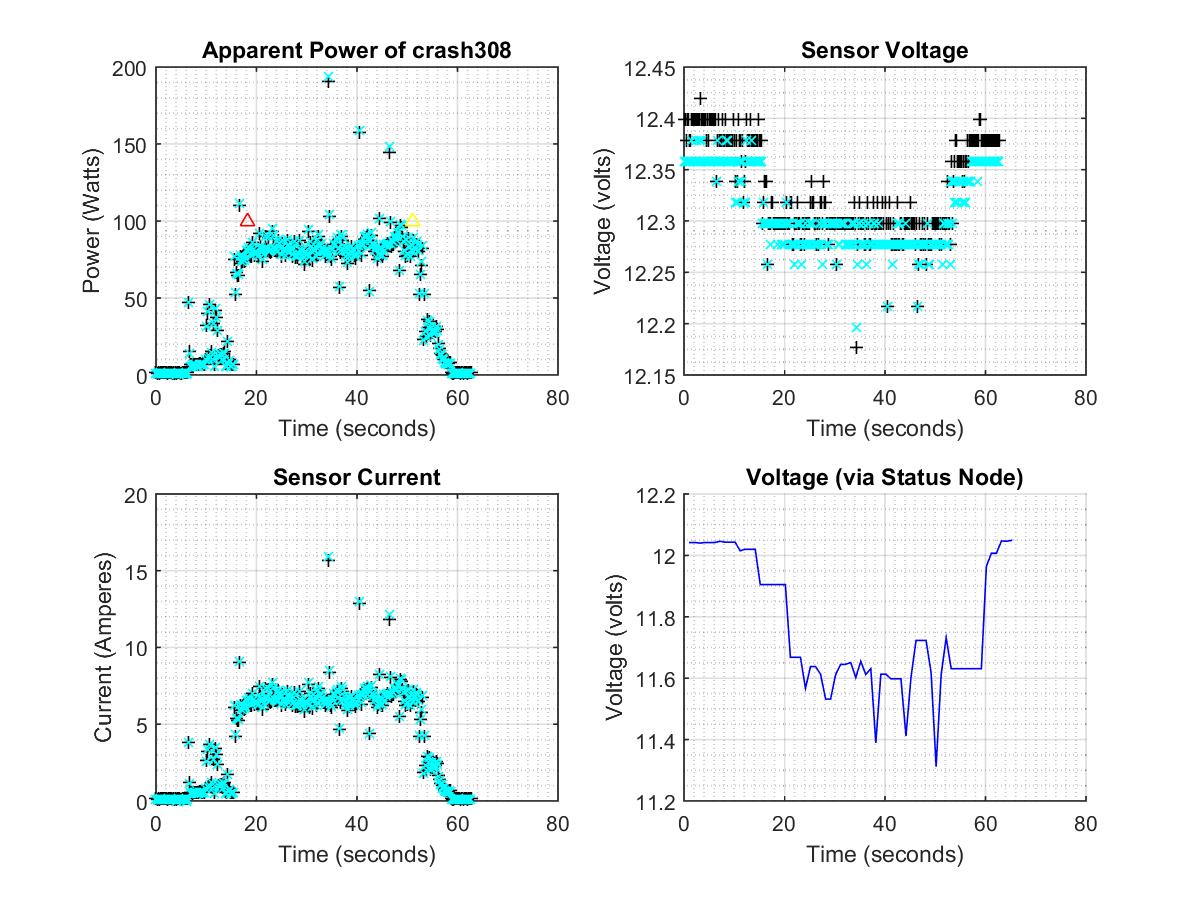 Apparent Power of crash308
200
150
100
50
0
Power (Watts)
0 20 40 60 80
Time (seconds)
Sensor Voltage
12.45
12.4
12.35
12.3
12.25
12.2
12.15
Voltage (volts)
0 20 40 60 80
Time (seconds)
Sensor Current
20
15
10
5
0
Current (Amperes)
0 20 40 60 80
Time (seconds)
Voltage (via Status Node)
12.2
12
11.8
11.6
11.4
11.2
Voltage (volts)
0 20 40 60 80
Time (seconds)